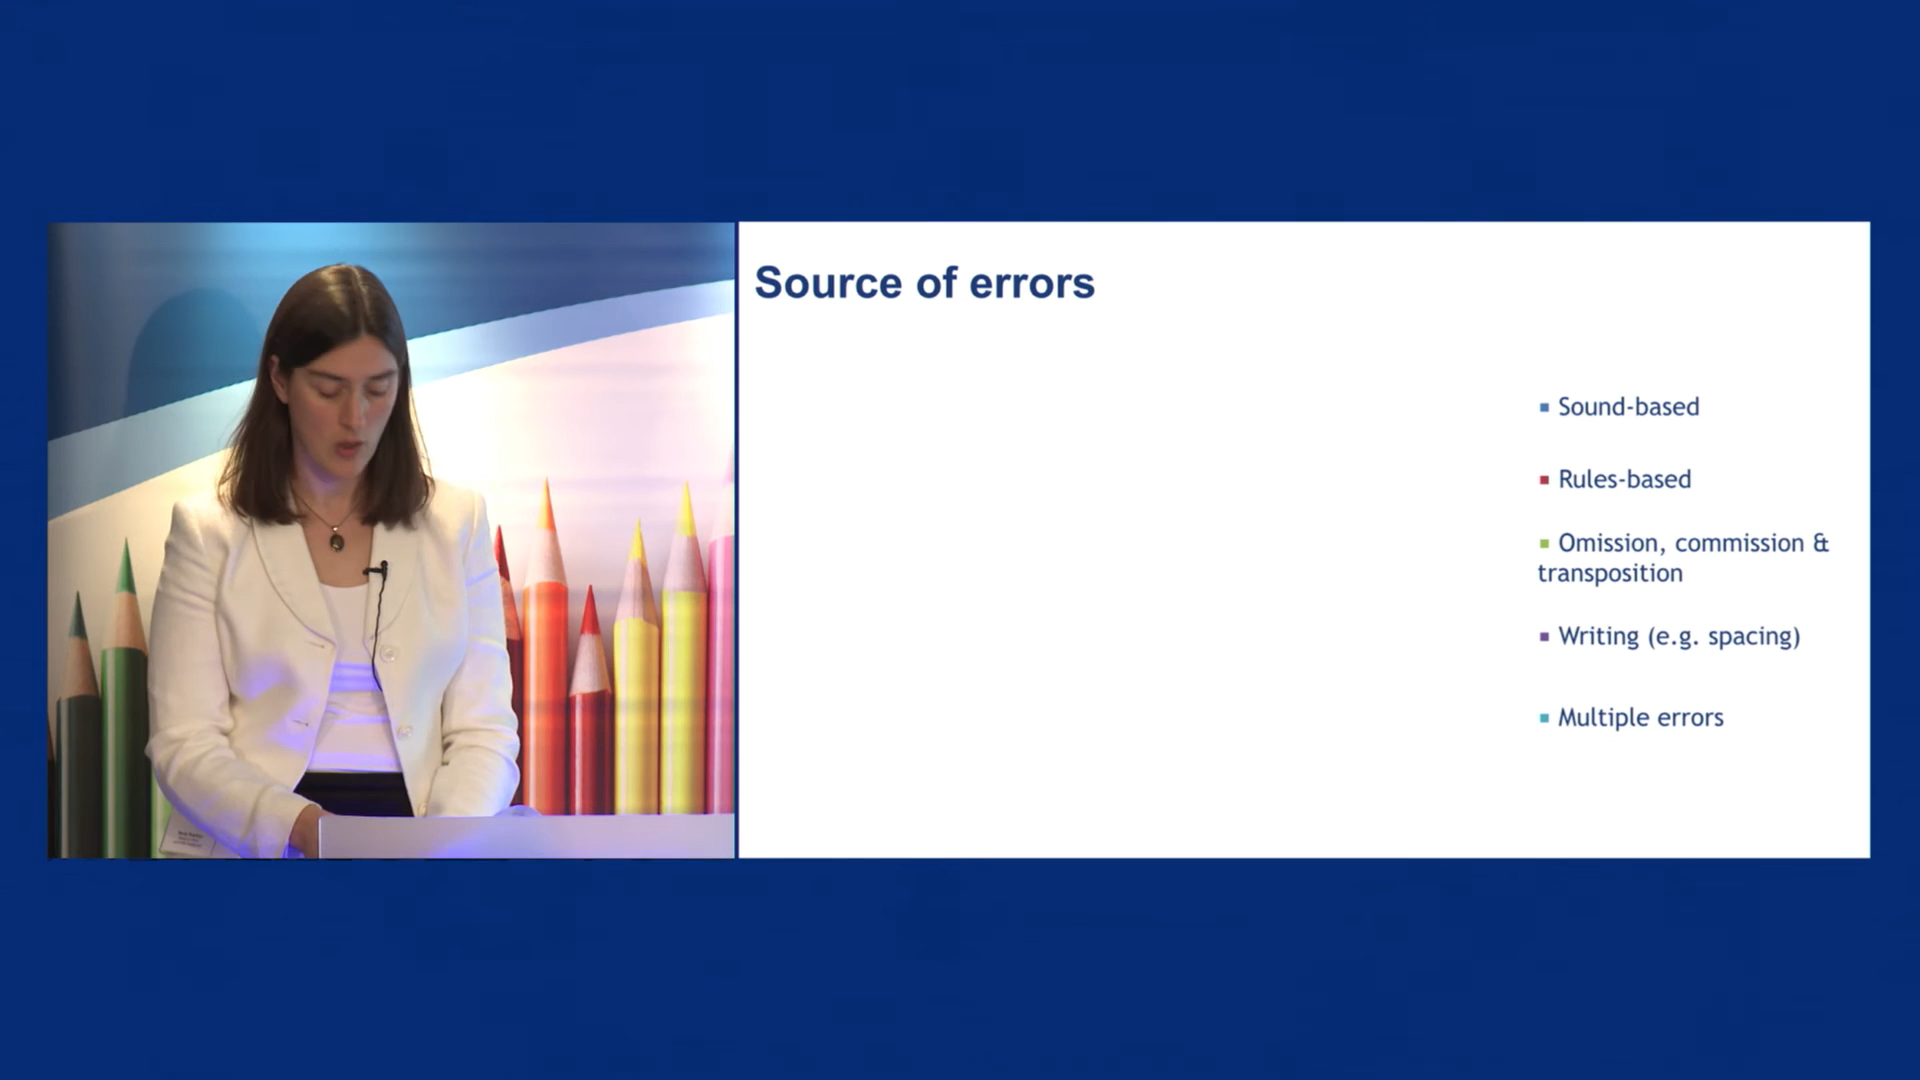 Source of errors
Sound-based
Rules-based
Omission, commission &
transposition
Writing (e.g. spacing)
Multiple errors